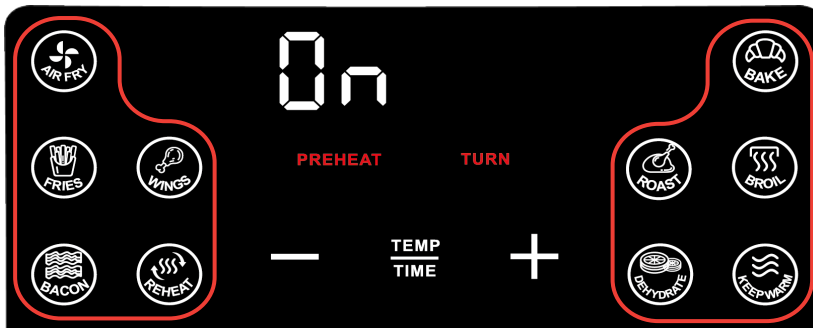 AIR FRY
On
BAKE
FRIES
WINGS
PREHEAT
TURN
ROAST
BROIL
BACON
REHEAT
TEMP
TIME
DEHYDRATE
KEEP WARM